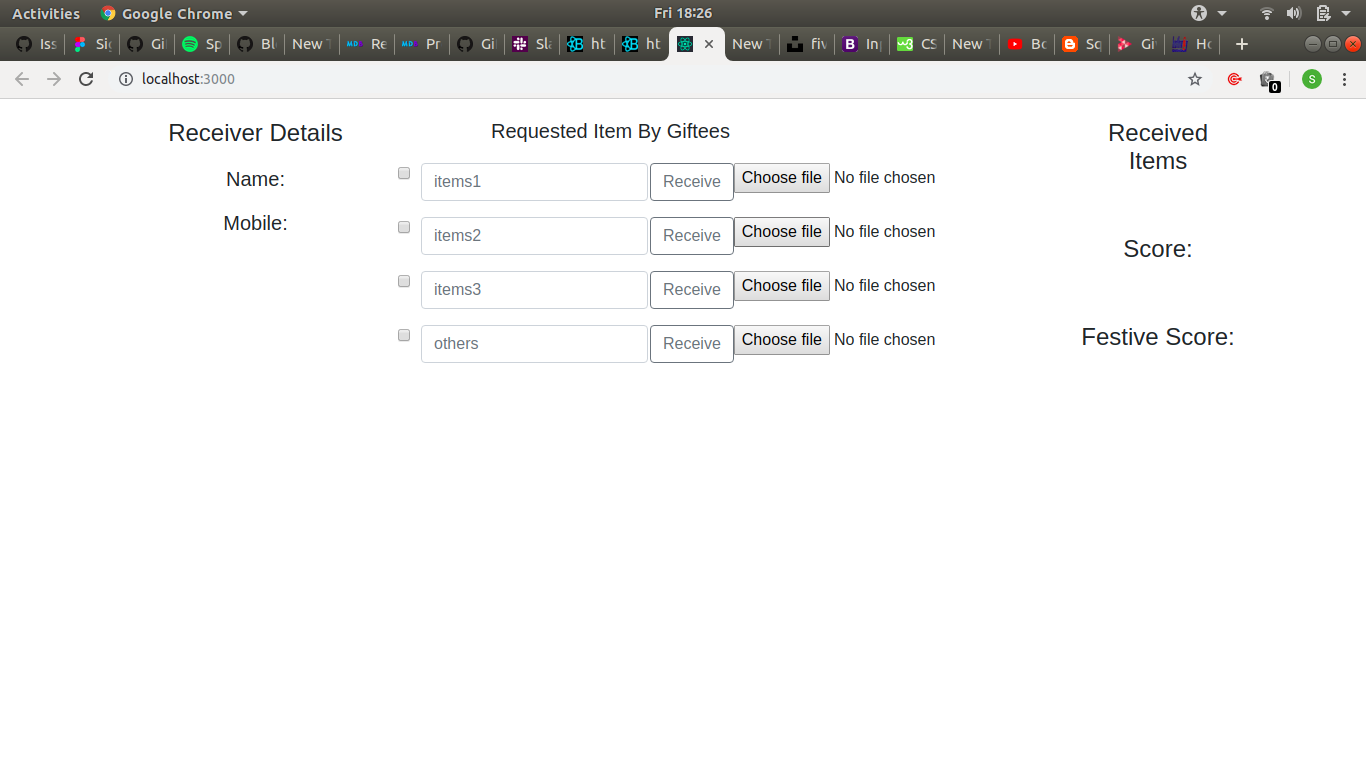 Activities Google Chrome Fri 18:26
Iss Sig Gi Sp Bl New T Re Pr Gi Sla ht ht New T fiv In CS New T Bo Sq Gi Ho
localhost:3000 0 S
Receiver Details
Name:
Mobile:
Requested Item By Giftees
items1 Receive Choose file No file chosen
items2 Receive Choose file No file chosen
items3 Receive Choose file No file chosen
others Receive Choose file No file chosen
Received
Items
Score:
Festive Score: